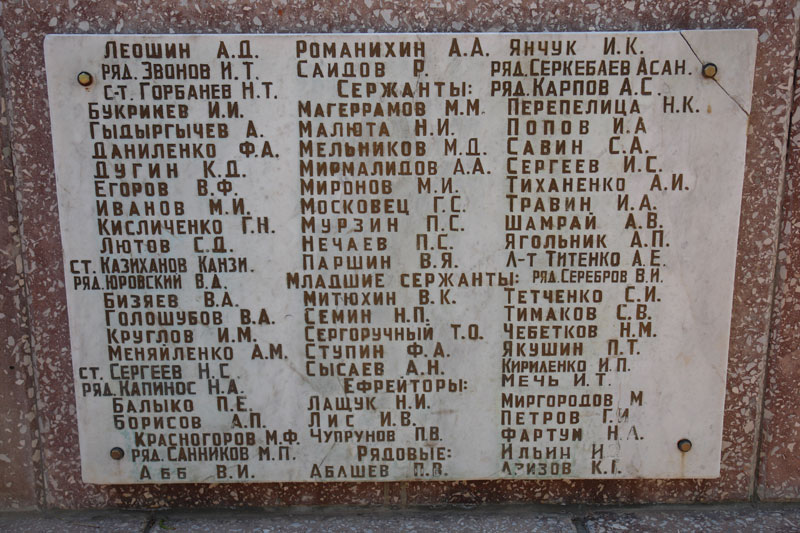 ЛЕОШИН А.Д. РОМАНИХИН А.А. ЯНЧУК И.К.
РЯД. ЗВОНОВ И.Т. САИДОВ Р. РЯД. СЕРКЕБАЕВ АСАН.
С-Т. ГОРБАНЕВ Н.Т. СЕРЖАНТЫ: РЯД. КАРПОВ А.С.
БУКРИМЕВ И.И. МАГЕРРАМОВ М.М. ПЕРЕПЕЛИЦА Н.К.
ГЫДЫРГЫЧЕВ А. МАЛЮТА Н.И. ПОПОВ И.А
ДАНИЛЕНКО Ф.А. МЕЛЬНИКОВ М.Д. САВИН С.А.
ДУГИН К.Д. МИРМАЛИДОВ А.А. СЕРГЕЕВ И.С.
ЕГОРОВ В.Ф. МИРОНОВ М.И. ТИХАНЕНКО А.И.
ИВАНОВ М.И. МОСКОВЕЦ Г.С. ТРАВИН И.А.
КИСЛИЧЕНКО Г.Н. МУРЗИН П.С. ШАМРАЙ А.В.
ЛЮТОВ С.Д. НЕЧАЕВ П.С. ЯГОЛЬНИК А.П.
СТ. КАЗИХАНОВ КАНЗИ. ПАРШИН В.Я. Л-Т ТИТЕНКО А.Е.
РЯД. ЮРОВСКИЙ В.Д. МЛАДШИЕ СЕРЖАНТЫ: РЯД. СЕРЕБРОВ В.И.
БИЗЯЕВ В.А. МИТЮХИН В.К. ТЕТЧЕНКО С.И.
ГОЛОШУБОВ В.А. СЕМИН Н.П. ТИМАКОВ С.В.
КРУГЛОВ И.М. СЕРГОРУЧНЫЙ Т.О. ЧЕБЕТКОВ Н.М.
МЕНЯЙЛЕНКО А.М. СТУПИН Ф.А. ЯКУШИН П.Т.
СТ. СЕРГЕЕВ Н.С. СЫСАЕВ А.Н. КИРИЛЕНКО И.П.
РЯД. КАПИНОС Н.А. ЕФРЕЙТОРЫ: МЕЧЬ И.Т.
БАЛЫКО П.Е. ЛАЩУК Н.И. МИРГОРОДОВ М
БОРИСОВ А.П. ЛИС И.В. ПЕТРОВ Г.И
КРАСНОГОРОВ М.Ф. ЧУПРУНОВ П.В. ФАРТУИ Н.А.
РЯД. САННИКОВ М.П. РЯДОВЫЕ: ИЛЬИН И
АББ В.И. АБАШЕВ П.П. АРИЗОВ К.Г.